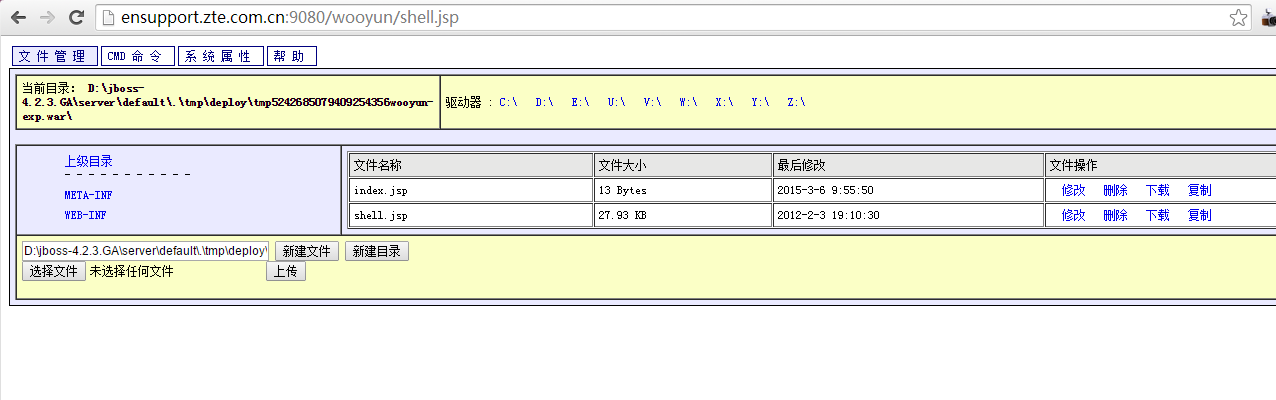 ensupport.zte.com.cn:9080/wooyun/shell.jsp
文件管理 CMD 命令 系统属性 帮助
当前目录: D:\jboss-
4.2.3.GA\server\default\.\tmp\deploy\tmp5242685079409254356wooyun-
exp.war\
驱动器 : C:\ D:\ E:\ U:\ V:\ W:\ X:\ Y:\ Z:\
上级目录
- - - - - - - - - - -
META-INF
WEB-INF
文件名称 文件大小 最后修改 文件操作
index.jsp 13 Bytes 2015-3-6 9:55:50 修改 删除 下载 复制
shell.jsp 27.93 KB 2012-2-3 19:10:30 修改 删除 下载 复制
D:\jboss-4.2.3.GA\server\default\.\tmp\deploy\ 新建文件 新建目录
选择文件 未选择任何文件 上传